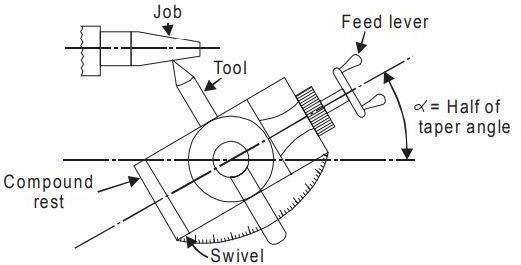 Job
Feed lever
Tool
∝ = Half of
taper angle
Compound
rest
Swivel